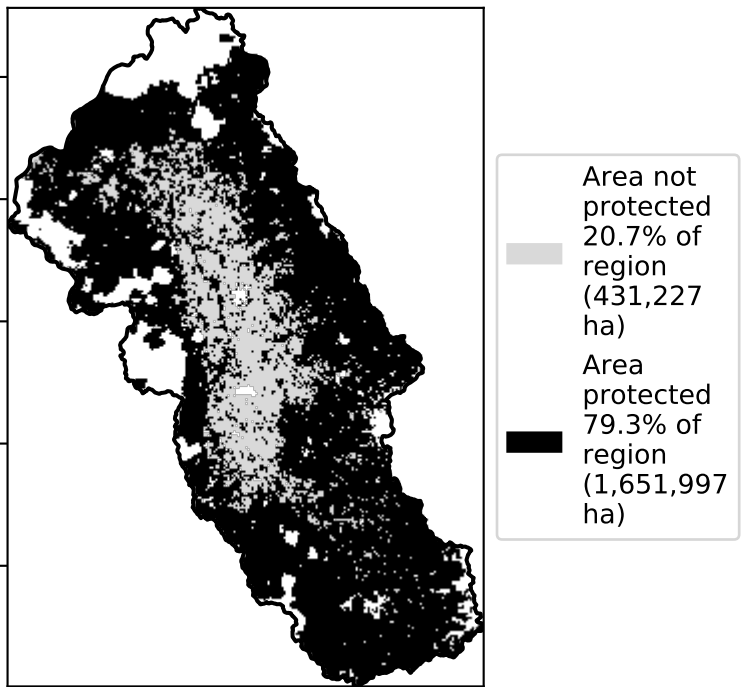 Area not
protected
20.7% of
region
(431,227
ha)
Area
protected
79.3% of
region
(1,651,997
ha)